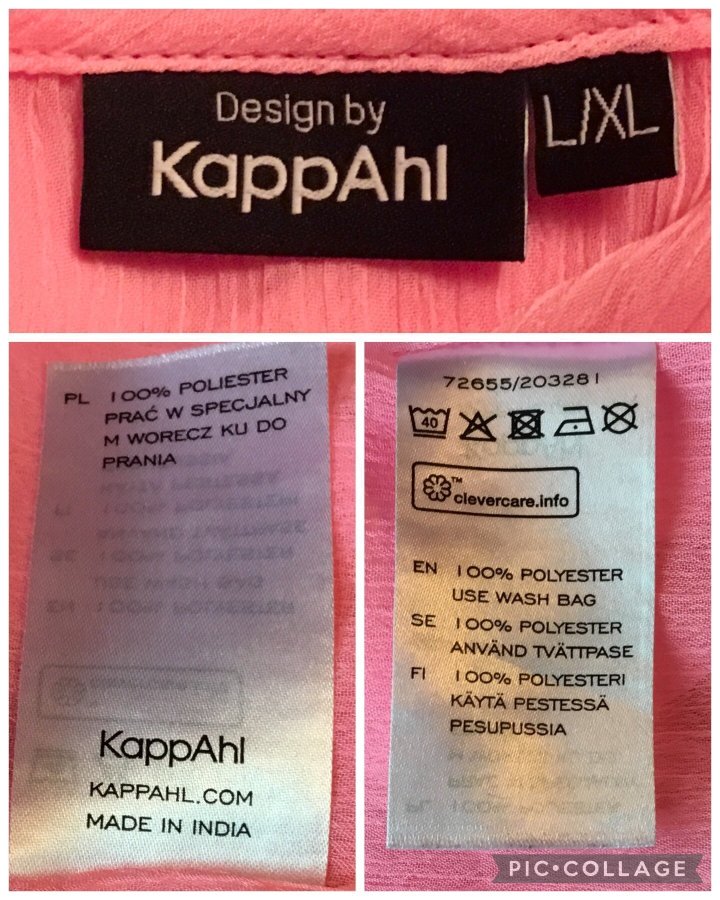 Design by
KappAhl
L/XL
PL 100% POLIESTER
PRAĆ W SPECJALNY
M WORECZ KU DO
PRANIA
KappAhl
KAPPAHL.COM
MADE IN INDIA
72655/203281
40
clevercare.info
TM
EN 100% POLYESTER
USE WASH BAG
SE 100% POLYESTER
ANVÄND TVÄTTPASE
FI 100% POLYESTERI
KÄYTÄ PESTESSÄ
PESUPUSSIA
PIC•COLLAGE